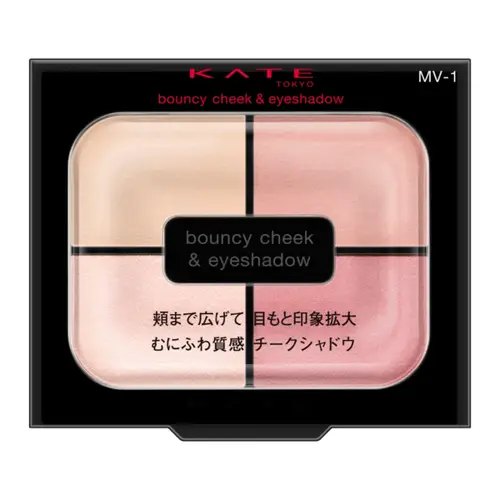 KATE
TOKYO
MV-1
bouncy cheek & eyeshadow
bouncy cheek
& eyeshadow
頬まで広げて 目もと印象拡大
むにふわ質感 チークシャドウ